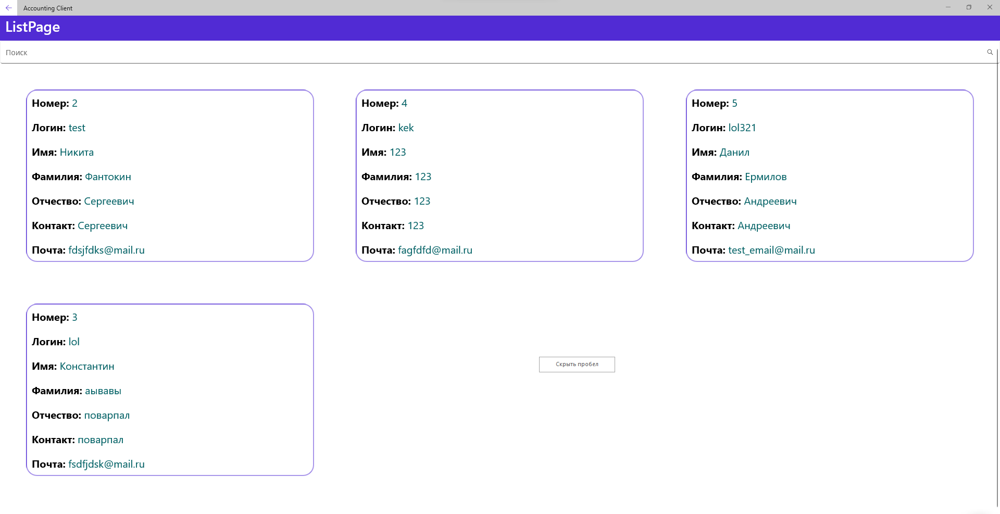 Accounting Client
ListPage
Поиск
Номер: 2
Логин: test
Имя: Никита
Фамилия: Фантокин
Отчество: Сергеевич
Контакт: Сергеевич
Почта: fdsjfdks@mail.ru
Номер: 4
Логин: kek
Имя: 123
Фамилия: 123
Отчество: 123
Контакт: 123
Почта: fagfdfd@mail.ru
Номер: 5
Логин: lol321
Имя: Данил
Фамилия: Ермилов
Отчество: Андреевич
Контакт: Андреевич
Почта: test_email@mail.ru
Номер: 3
Логин: lol
Имя: Константин
Фамилия: аывавы
Отчество: поварпал
Контакт: поварпал
Почта: fsdfjdsk@mail.ru
Скрыть пробел